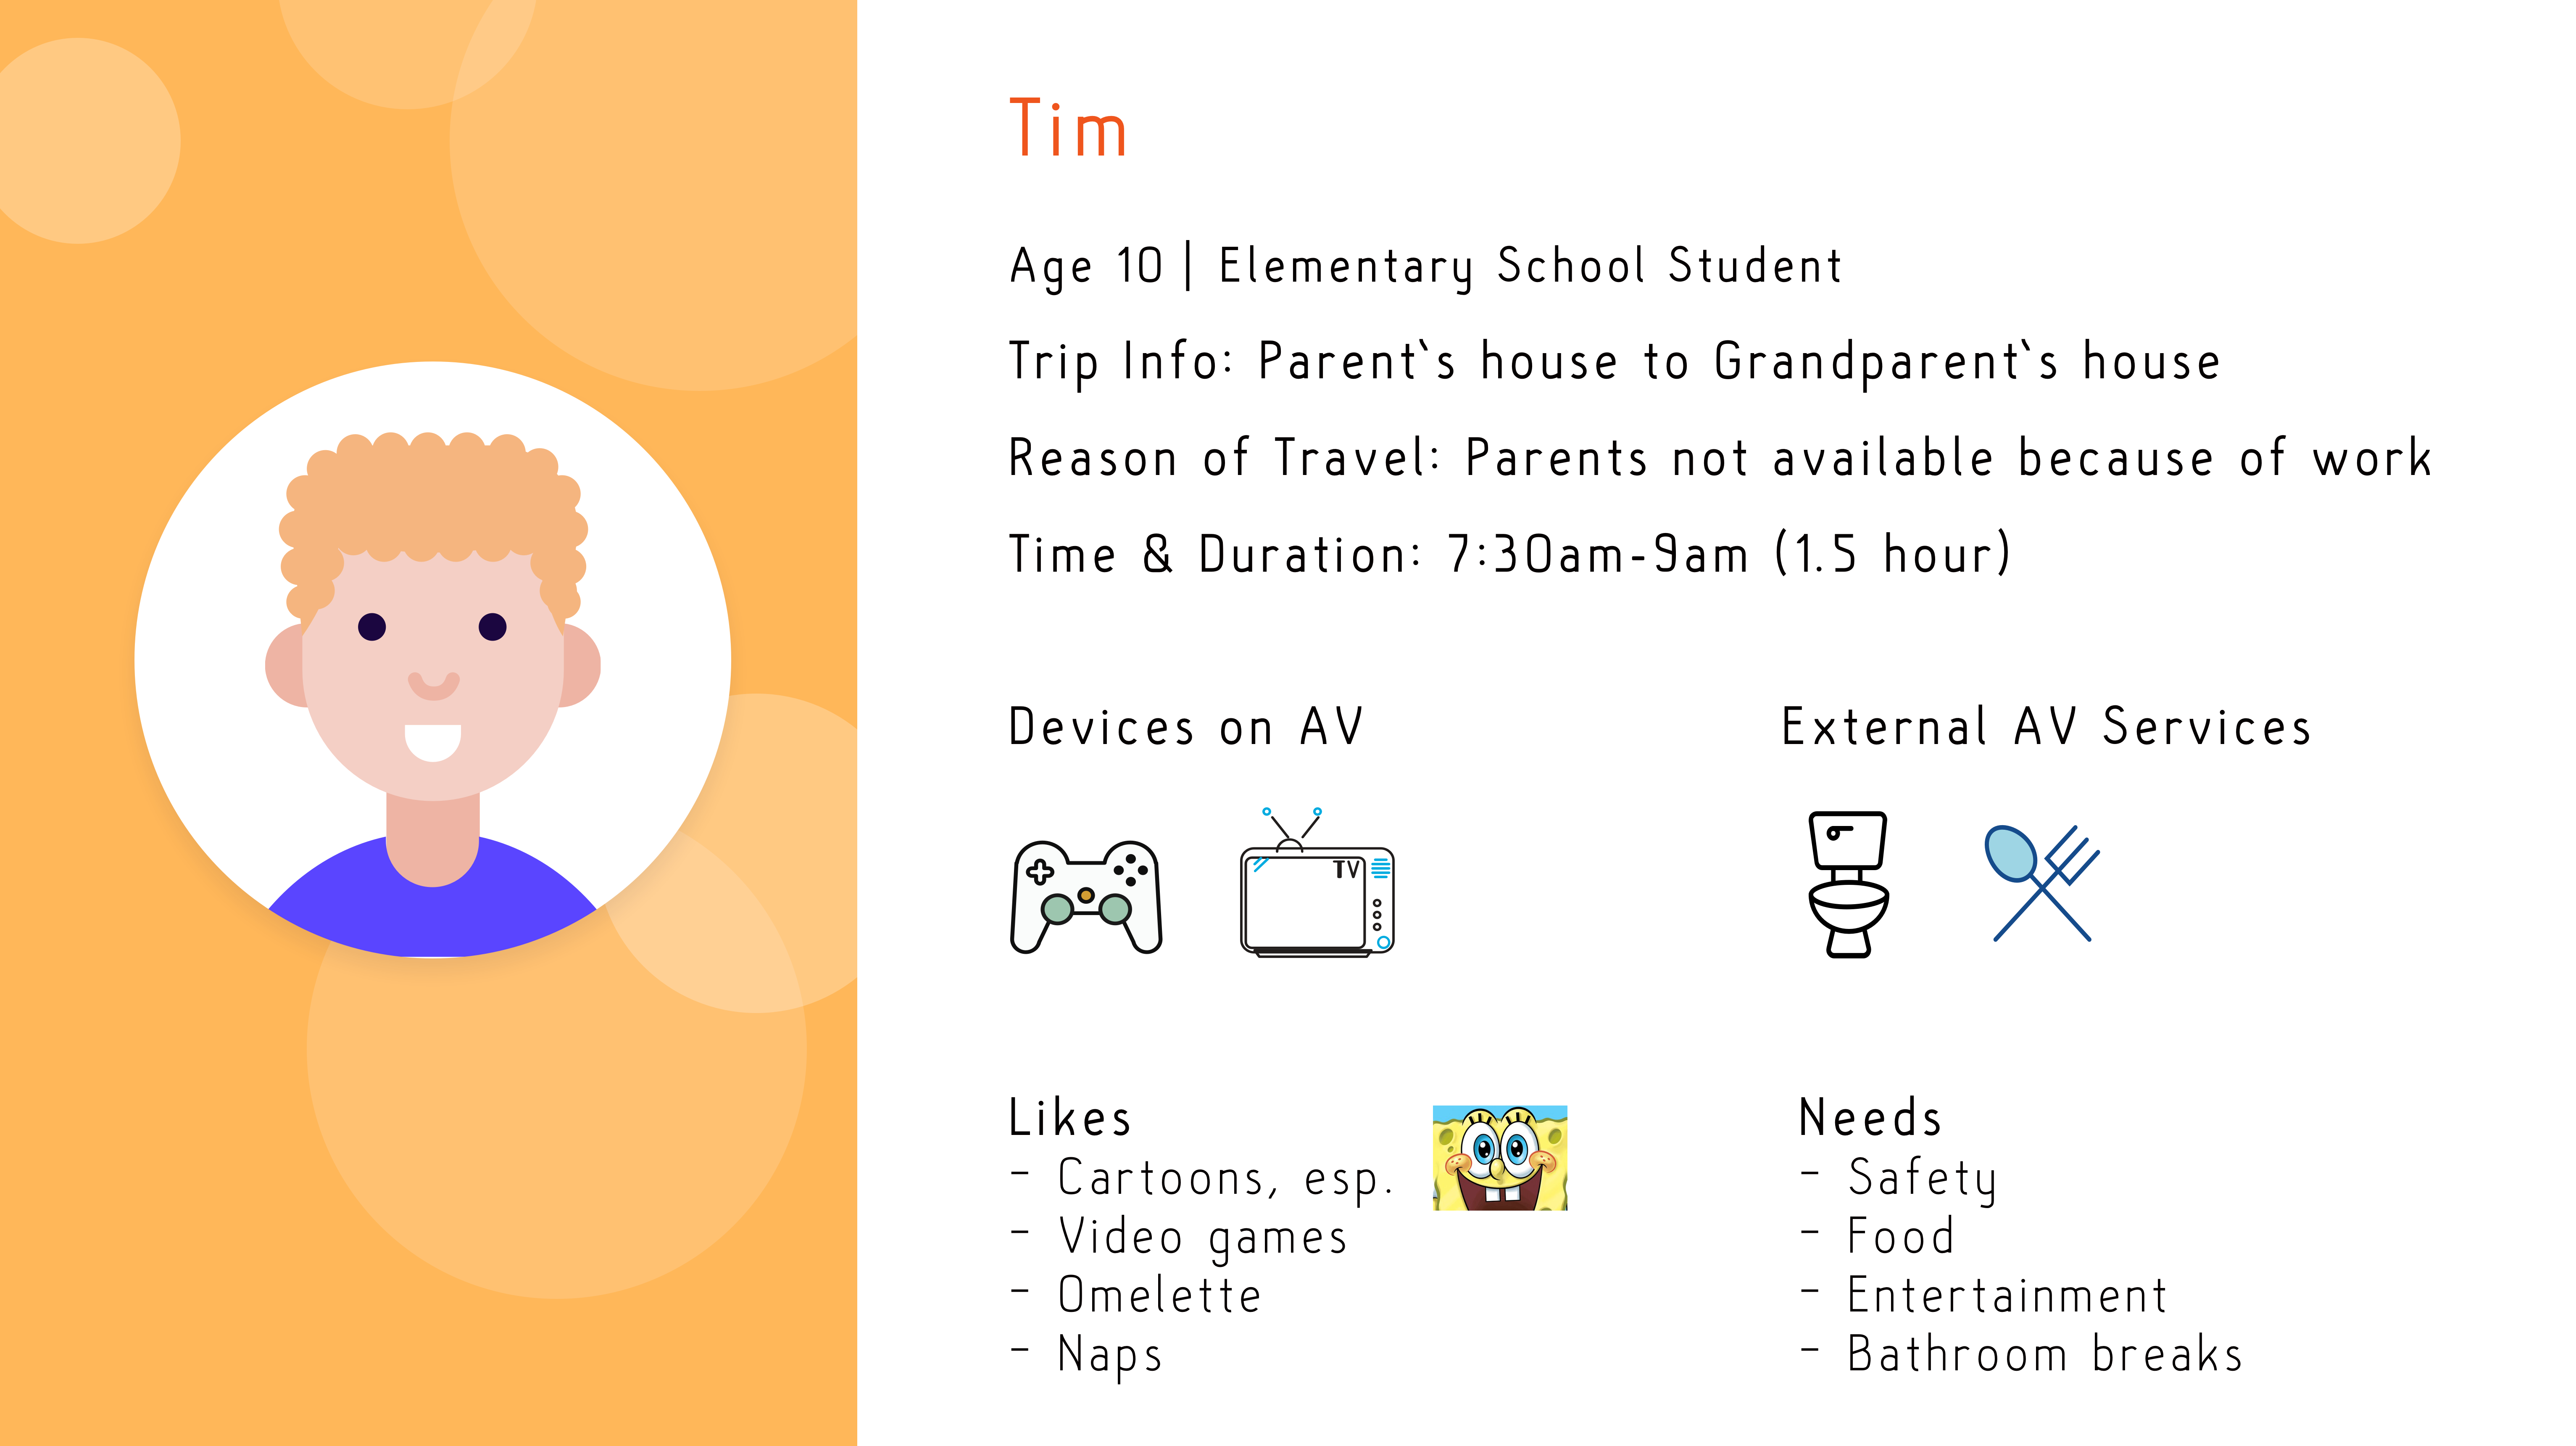 Tim
Age 10 | Elementary School Student
Trip Info: Parent`s house to Grandparent`s house
Reason of Travel: Parents not available because of work
Time & Duration: 7:30am-9am (1.5 hour)
Devices on AV
External AV Services
TV
Likes
- Cartoons, esp.
- Video games
- Omelette
- Naps
Needs
- Safety
- Food
- Entertainment
- Bathroom breaks